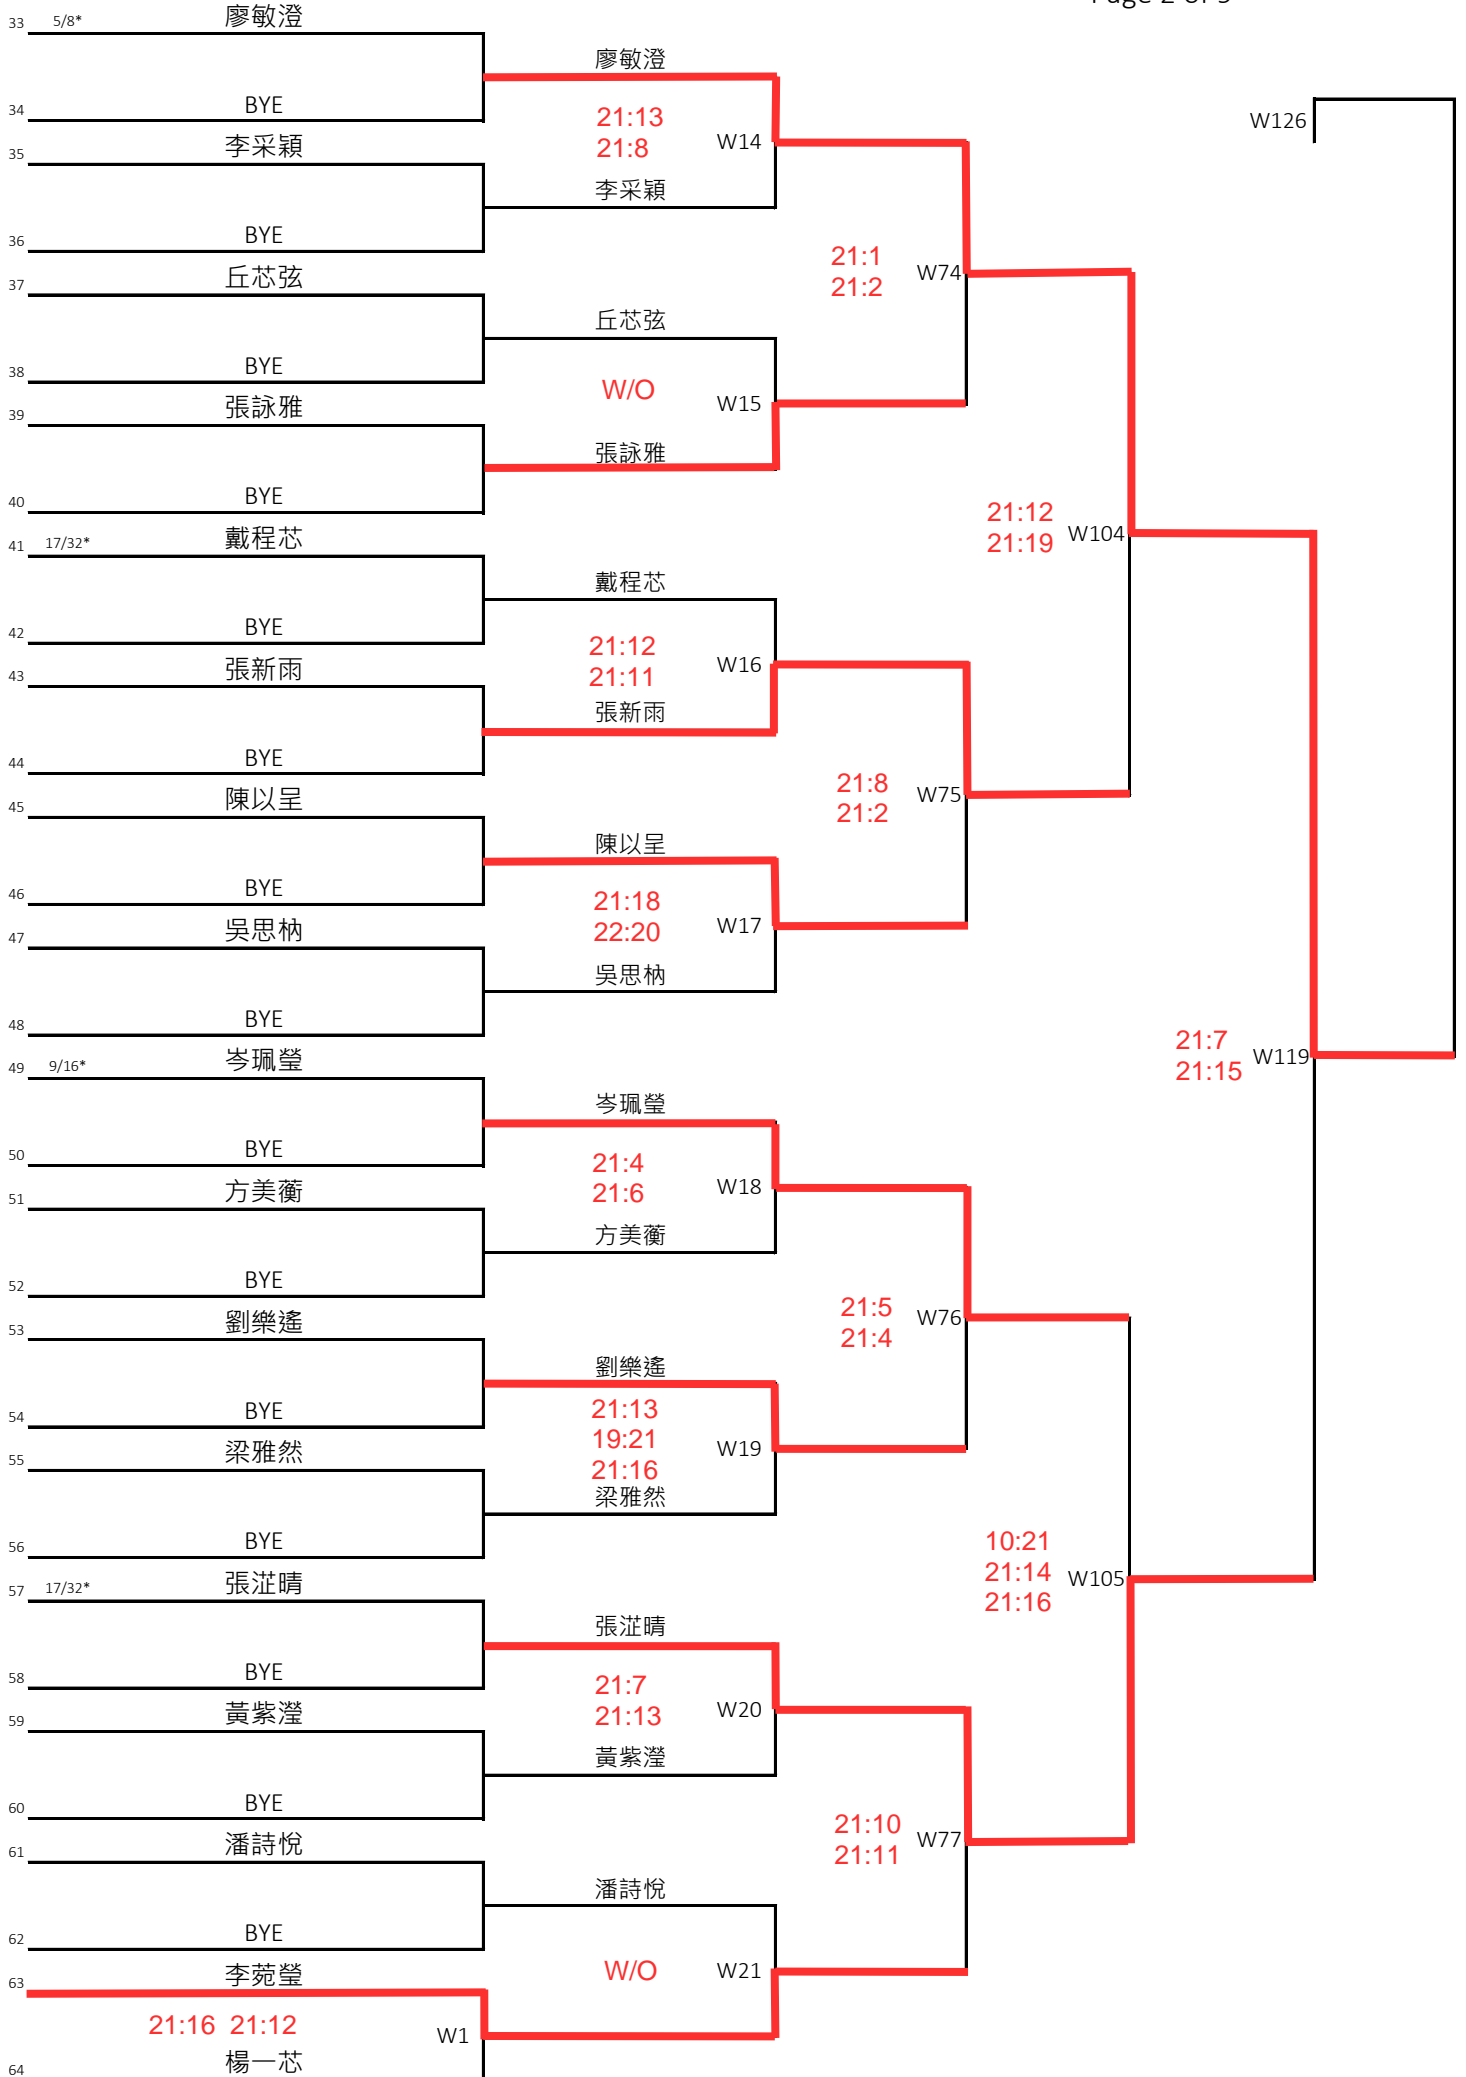 Page 2 of 5
33 5/8* 廖敏澄
廖敏澄
34 BYE
21:13
21:8
W14
W126
35 李采穎
李采穎
36 BYE
21:1
21:2
W74
37 丘芯弦
丘芯弦
38 BYE
W/O
W15
39 張詠雅
張詠雅
40 BYE
21:12
21:19
W104
41 17/32* 戴程芯
戴程芯
42 BYE
21:12
21:11
W16
43 張新雨
張新雨
44 BYE
21:8
21:2
W75
45 陳以呈
陳以呈
46 BYE
21:18
22:20
W17
47 吳思枘
吳思枘
48 BYE
21:7
21:15
W119
49 9/16* 岑珮瑩
岑珮瑩
50 BYE
21:4
21:6
W18
51 方美蘅
方美蘅
52 BYE
21:5
21:4
W76
53 劉樂遙
劉樂遙
54 BYE
21:13
19:21
21:16
W19
55 梁雅然
梁雅然
56 BYE
10:21
21:14
21:16
W105
57 17/32* 張淽晴
張淽晴
58 BYE
21:7
21:13
W20
59 黃紫瀅
黃紫瀅
60 BYE
21:10
21:11
W77
61 潘詩悅
潘詩悅
62 BYE
W/O
W21
63 李菀瑩
21:16 21:12
W1
64 楊一芯